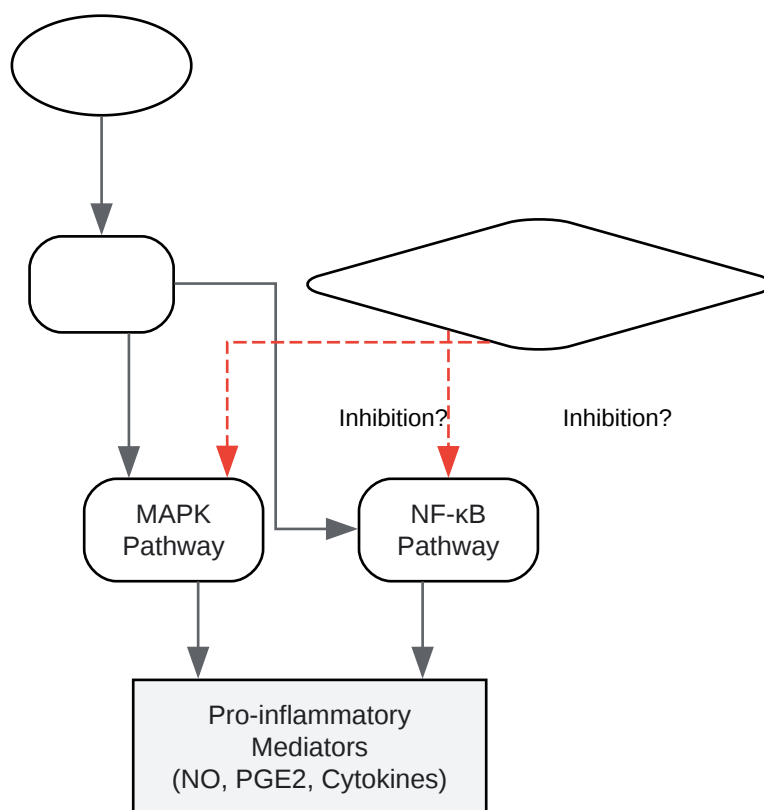 Inhibition?
Inhibition?
MAPK
Pathway
NF-κB
Pathway
Pro-inflammatory
Mediators
(NO, PGE2, Cytokines)